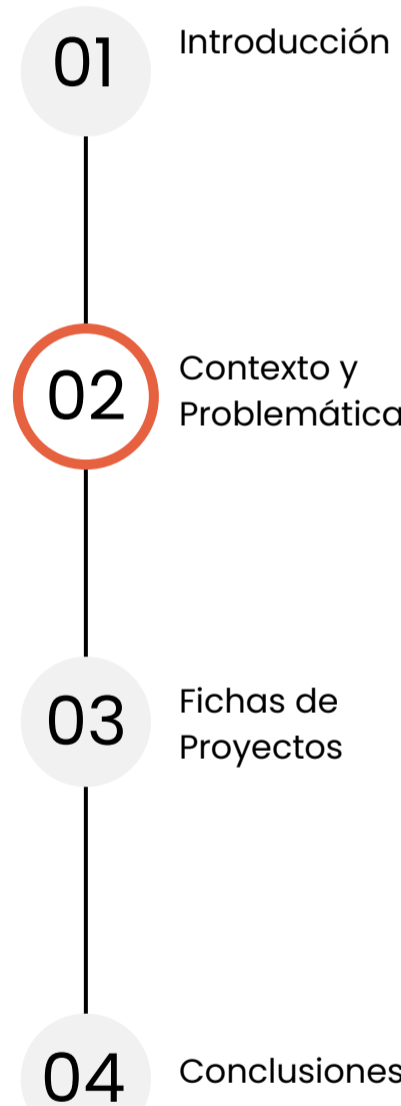 01
Introducción
02
Contexto y
Problemática
03
Fichas de
Proyectos
04
Conclusiones